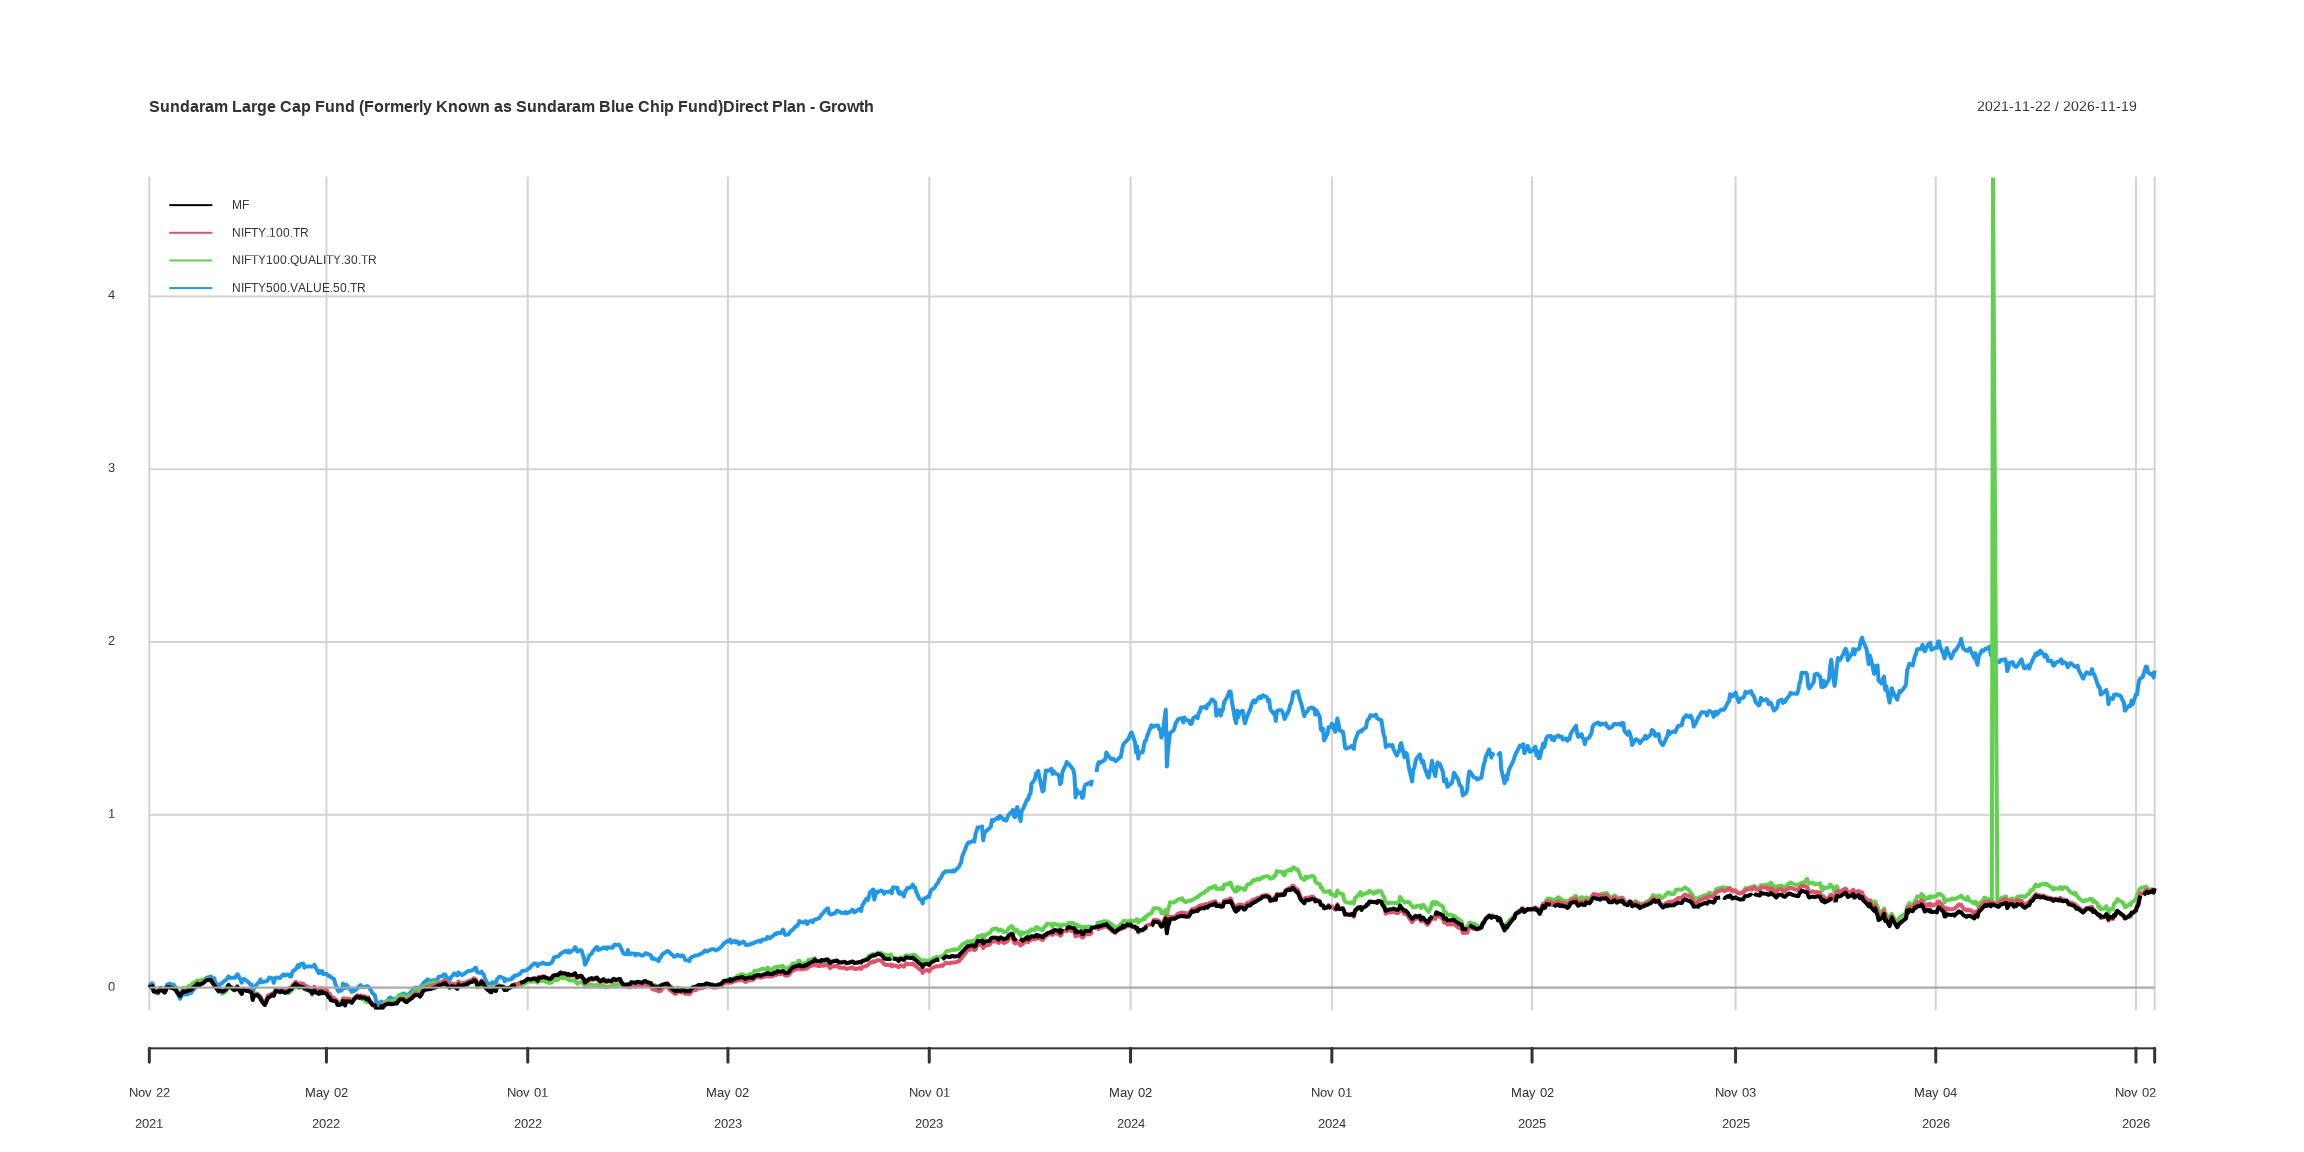 Sundaram Large Cap Fund (Formerly Known as Sundaram Blue Chip Fund)Direct Plan - Growth
2021-11-22 / 2026-11-19
MF
NIFTY.100.TR
NIFTY100.QUALITY.30.TR
NIFTY500.VALUE.50.TR
4
3
2
1
0
Nov 22 May 02 Nov 01 May 02 Nov 01 May 02 Nov 01 May 02 Nov 03 May 04 Nov 02
2021 2022 2022 2023 2023 2024 2024 2025 2025 2026 2026